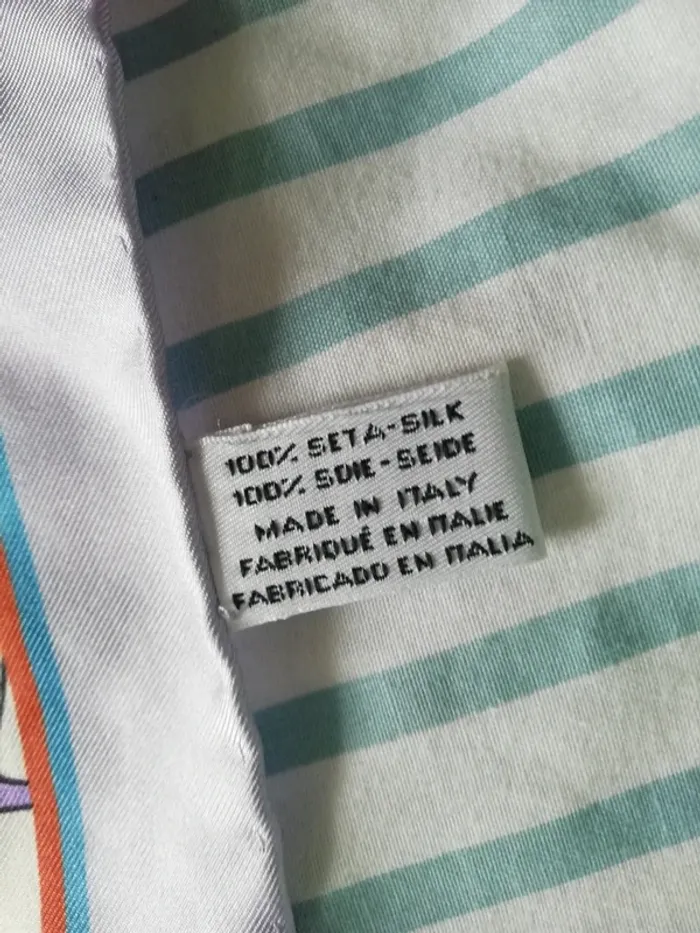 100% SETA-SILK
100% SOIE-SEIDE
MADE IN ITALY
FABRIQUÉ EN ITALIE
FABRICADO EN ITALIA